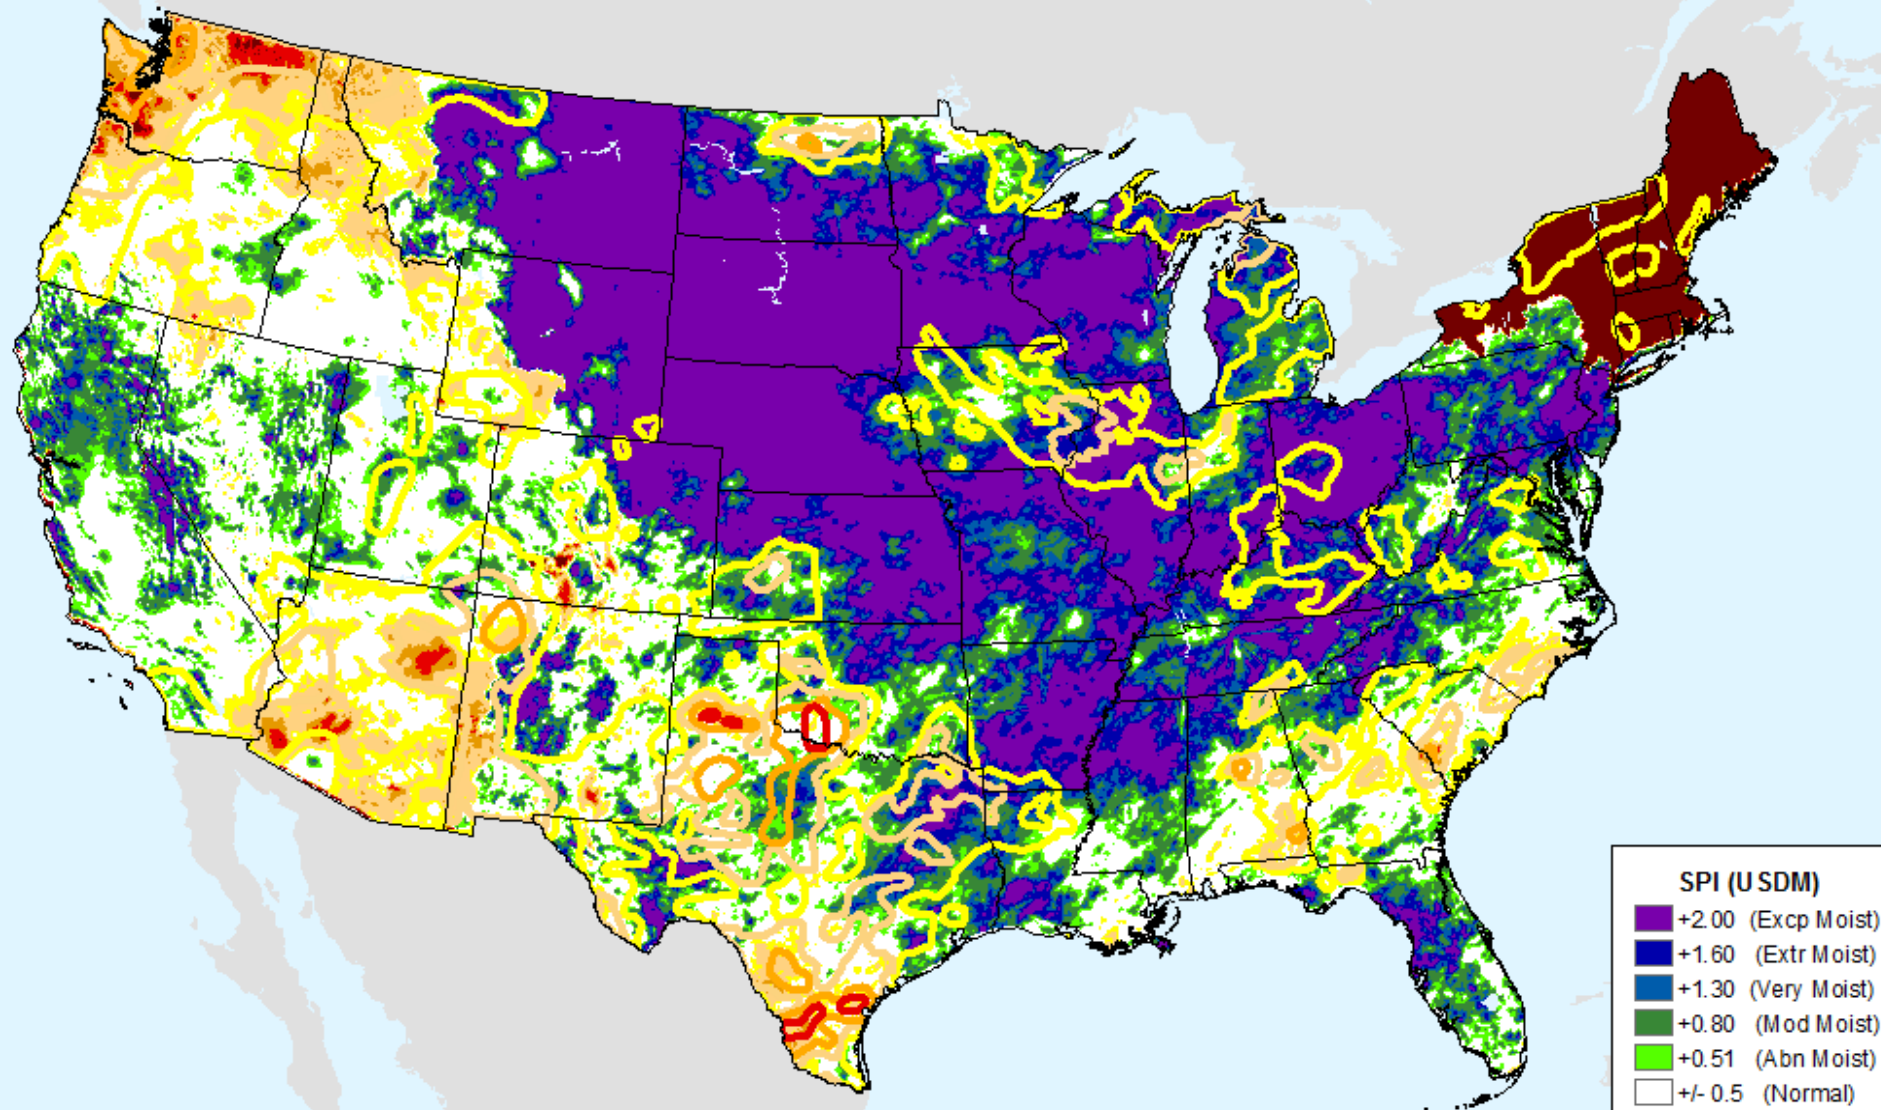 SPI (USDM)
+2.00 (Excp Moist)
+1.60 (Extr Moist)
+1.30 (Very Moist)
+0.80 (Mod Moist)
+0.51 (Abn Moist)
+/- 0.5 (Normal)